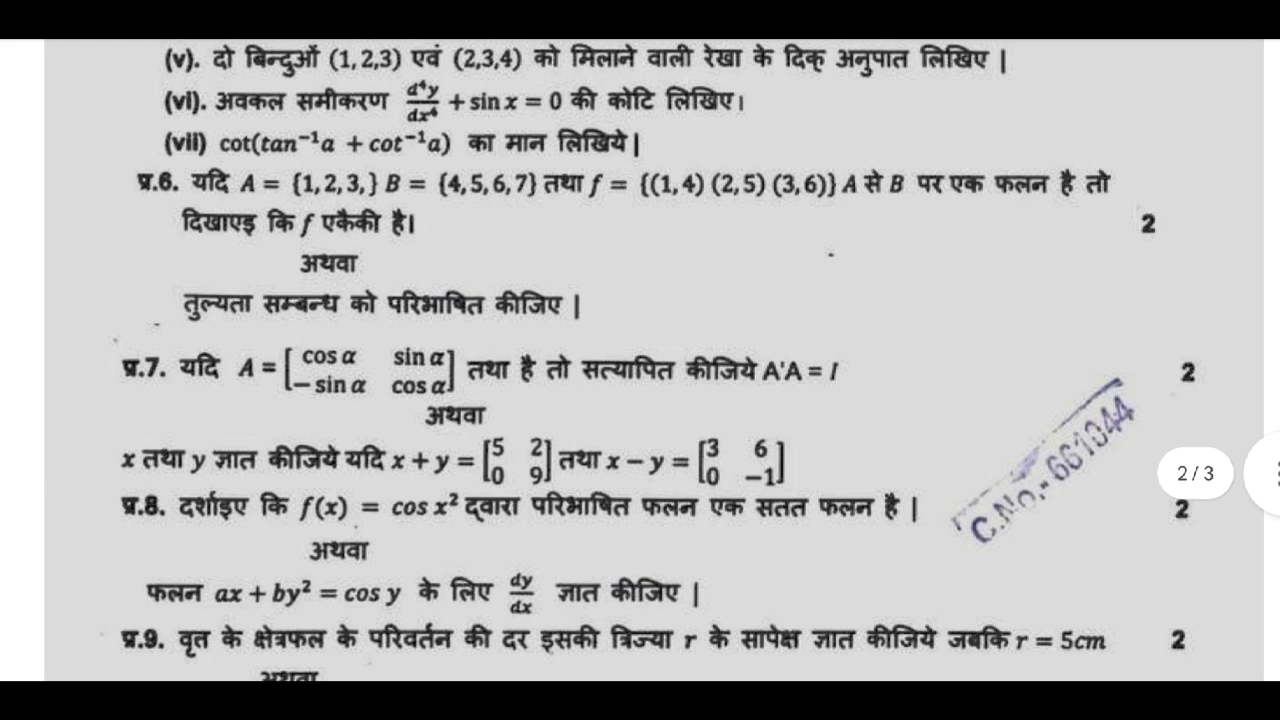 (v). दो बिन्दुओं (1,2,3) एवं (2,3,4) को मिलाने वाली रेखा के दिक् अनुपात लिखिए |
(vi). अवकल समीकरण d⁴y/dx⁴ + sin x = 0 की कोटि लिखिए।
(vii) cot(tan⁻¹a + cot⁻¹a) का मान लिखिये |
प्र.6. यदि A = {1,2,3,} B = {4,5,6,7} तथा f = {(1,4) (2,5) (3,6)} A से B पर एक फलन है तो
दिखाएइ कि f एकैकी है। 2
अथवा
तुल्यता सम्बन्ध को परिभाषित कीजिए |
प्र.7. यदि A = [cos α sin α; − sin α cos α] तथा है तो सत्यापित कीजिये A'A = I 2
अथवा
x तथा y ज्ञात कीजिये यदि x + y = [5 2; 0 9] तथा x − y = [3 6; 0 −1]
प्र.8. दर्शाइए कि f(x) = cos x² द्वारा परिभाषित फलन एक सतत फलन है | 2
अथवा
फलन ax + by² = cos y के लिए dy/dx ज्ञात कीजिए |
प्र.9. वृत के क्षेत्रफल के परिवर्तन की दर इसकी त्रिज्या r के सापेक्ष ज्ञात कीजिये जबकि r = 5cm 2
अथवा
C.No.- 661044
2/3